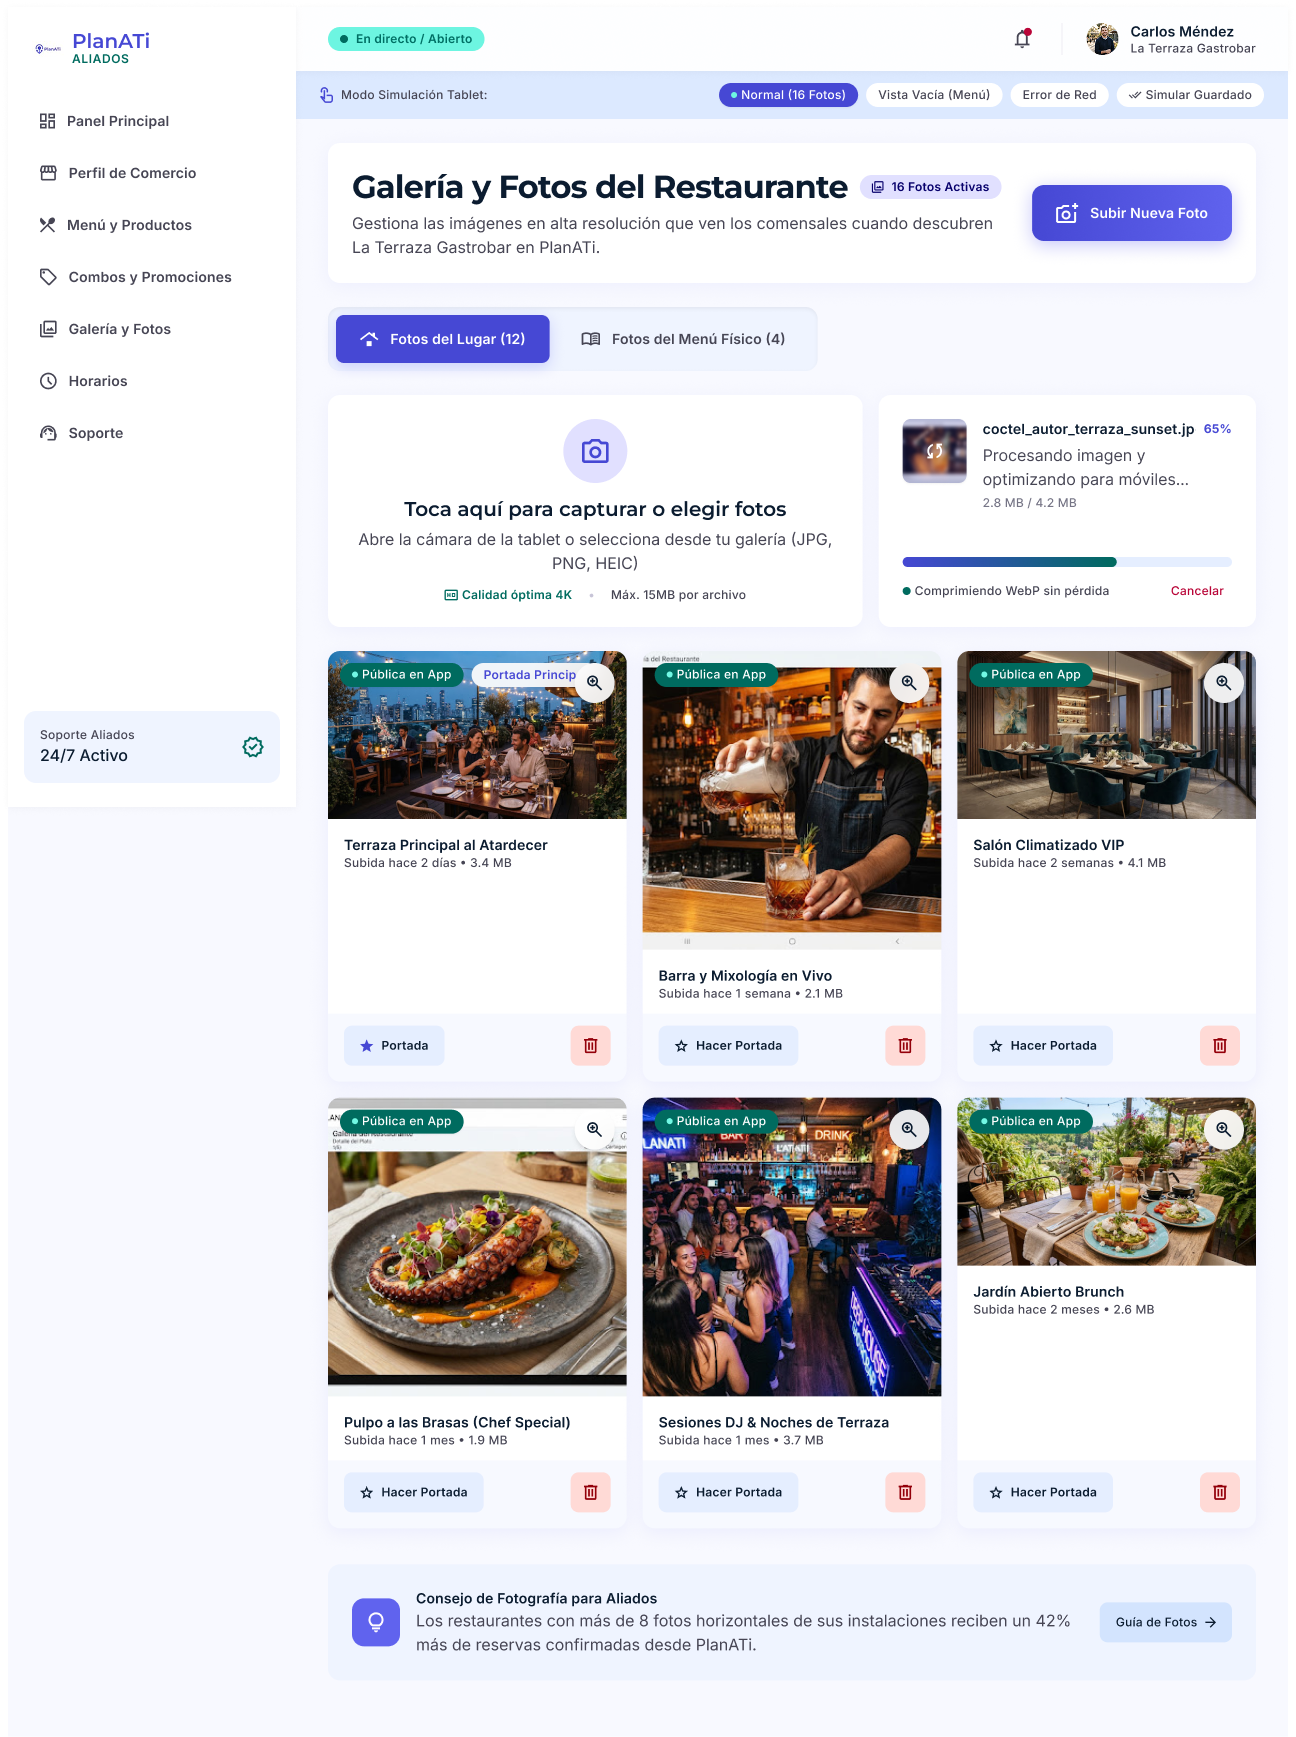 PlanATi
PlanATi
ALIADOS
Panel Principal
Perfil de Comercio
Menú y Productos
Combos y Promociones
Galería y Fotos
Horarios
Soporte
Soporte Aliados
24/7 Activo
En directo / Abierto
Carlos Méndez
La Terraza Gastrobar
Modo Simulación Tablet:
Normal (16 Fotos)
Vista Vacía (Menú)
Error de Red
Simular Guardado
Galería y Fotos del Restaurante
16 Fotos Activas
Gestiona las imágenes en alta resolución que ven los comensales cuando descubren
La Terraza Gastrobar en PlanATi.
Subir Nueva Foto
Fotos del Lugar (12)
Fotos del Menú Físico (4)
Toca aquí para capturar o elegir fotos
Abre la cámara de la tablet o selecciona desde tu galería (JPG,
PNG, HEIC)
HD Calidad óptima 4K
•
Máx. 15MB por archivo
coctel_autor_terraza_sunset.jp
65%
Procesando imagen y
optimizando para móviles...
2.8 MB / 4.2 MB
Comprimiendo WebP sin pérdida
Cancelar
Pública en App
Portada Princip
Terraza Principal al Atardecer
Subida hace 2 días • 3.4 MB
Portada
ía del Restaurante
Pública en App
Barra y Mixología en Vivo
Subida hace 1 semana • 2.1 MB
Hacer Portada
Pública en App
Salón Climatizado VIP
Subida hace 2 semanas • 4.1 MB
Hacer Portada
Pública en App
Detalle del Plato
Pulpo a las Brasas (Chef Special)
Subida hace 1 mes • 1.9 MB
Hacer Portada
Pública en App
LANATI
BAR
DRINK
DEEP HOUSE
Sesiones DJ & Noches de Terraza
Subida hace 1 mes • 3.7 MB
Hacer Portada
Pública en App
Jardín Abierto Brunch
Subida hace 2 meses • 2.6 MB
Hacer Portada
Consejo de Fotografía para Aliados
Los restaurantes con más de 8 fotos horizontales de sus instalaciones reciben un 42%
más de reservas confirmadas desde PlanATi.
Guía de Fotos